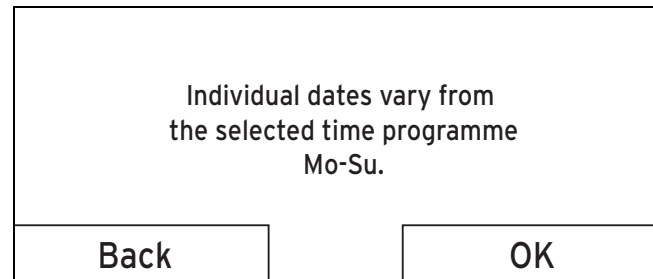 Individual dates vary from
the selected time programme
Mo-Su.
Back
OK